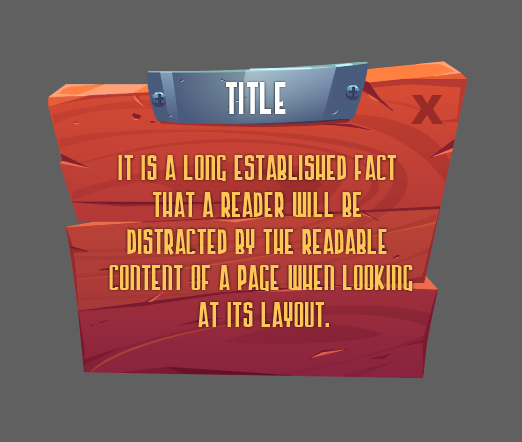 TITLE
X
IT IS A LONG ESTABLISHED FACT
THAT A READER WILL BE
DISTRACTED BY THE READABLE
CONTENT OF A PAGE WHEN LOOKING
AT ITS LAYOUT.